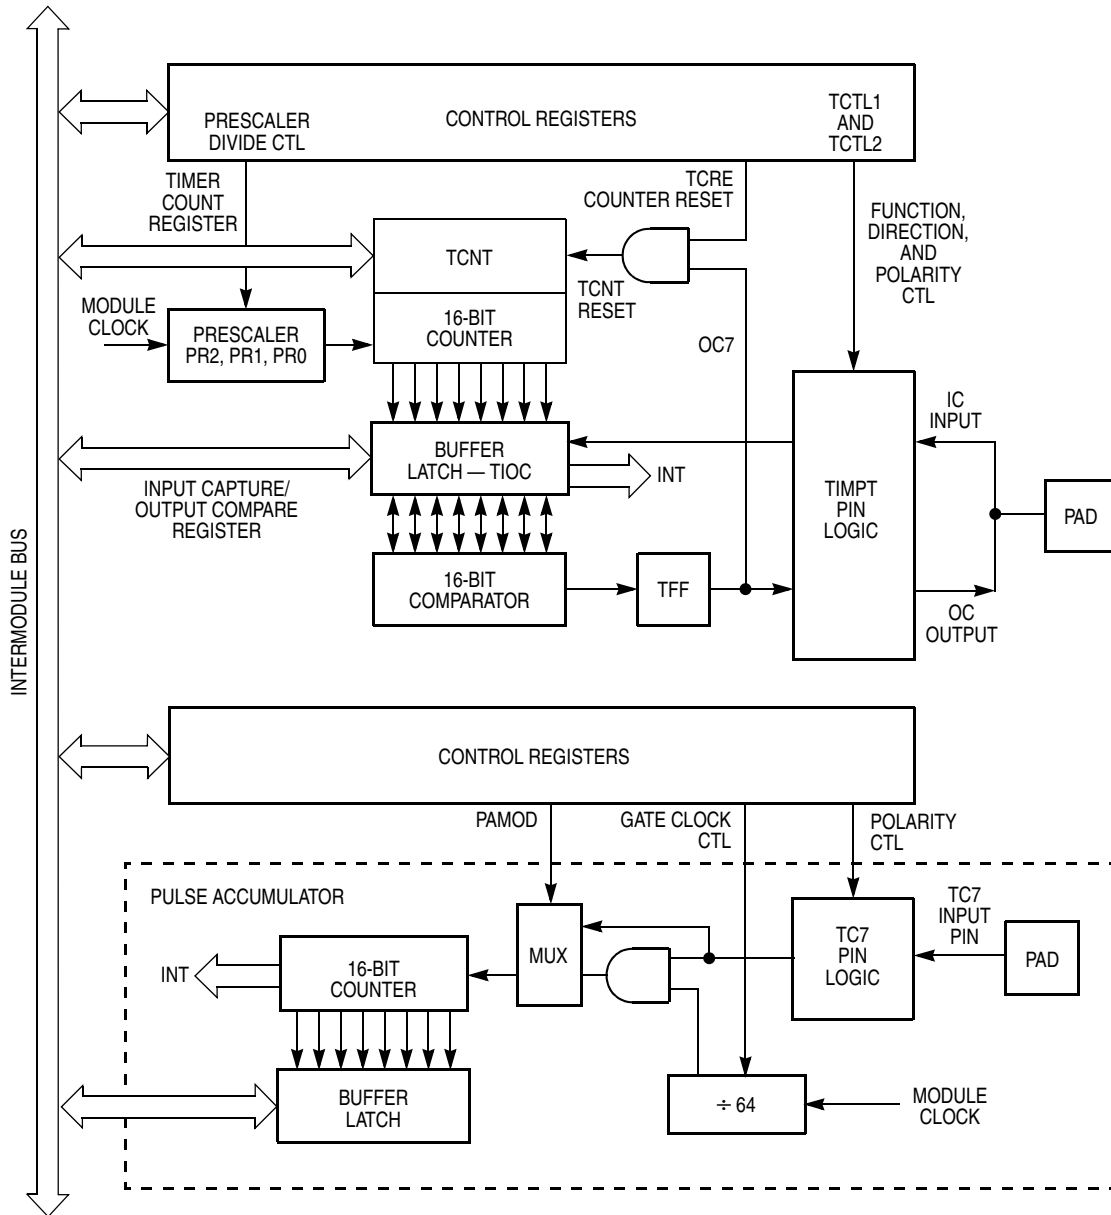 INTERMODULE BUS
PRESCALER
DIVIDE CTL
CONTROL REGISTERS
TCTL1
AND
TCTL2
TIMER
COUNT
REGISTER
TCRE
COUNTER RESET
FUNCTION,
DIRECTION,
AND
POLARITY
CTL
TCNT
TCNT
RESET
MODULE
CLOCK
PRESCALER
PR2, PR1, PR0
16-BIT
COUNTER
OC7
IC
INPUT
BUFFER
LATCH — TIOC
INT
INPUT CAPTURE/
OUTPUT COMPARE
REGISTER
TIMPT
PIN
LOGIC
PAD
16-BIT
COMPARATOR
TFF
OC
OUTPUT
CONTROL REGISTERS
PAMOD
GATE CLOCK
CTL
POLARITY
CTL
PULSE ACCUMULATOR
TC7
INPUT
PIN
INT
16-BIT
COUNTER
MUX
TC7
PIN
LOGIC
PAD
BUFFER
LATCH
÷ 64
MODULE
CLOCK